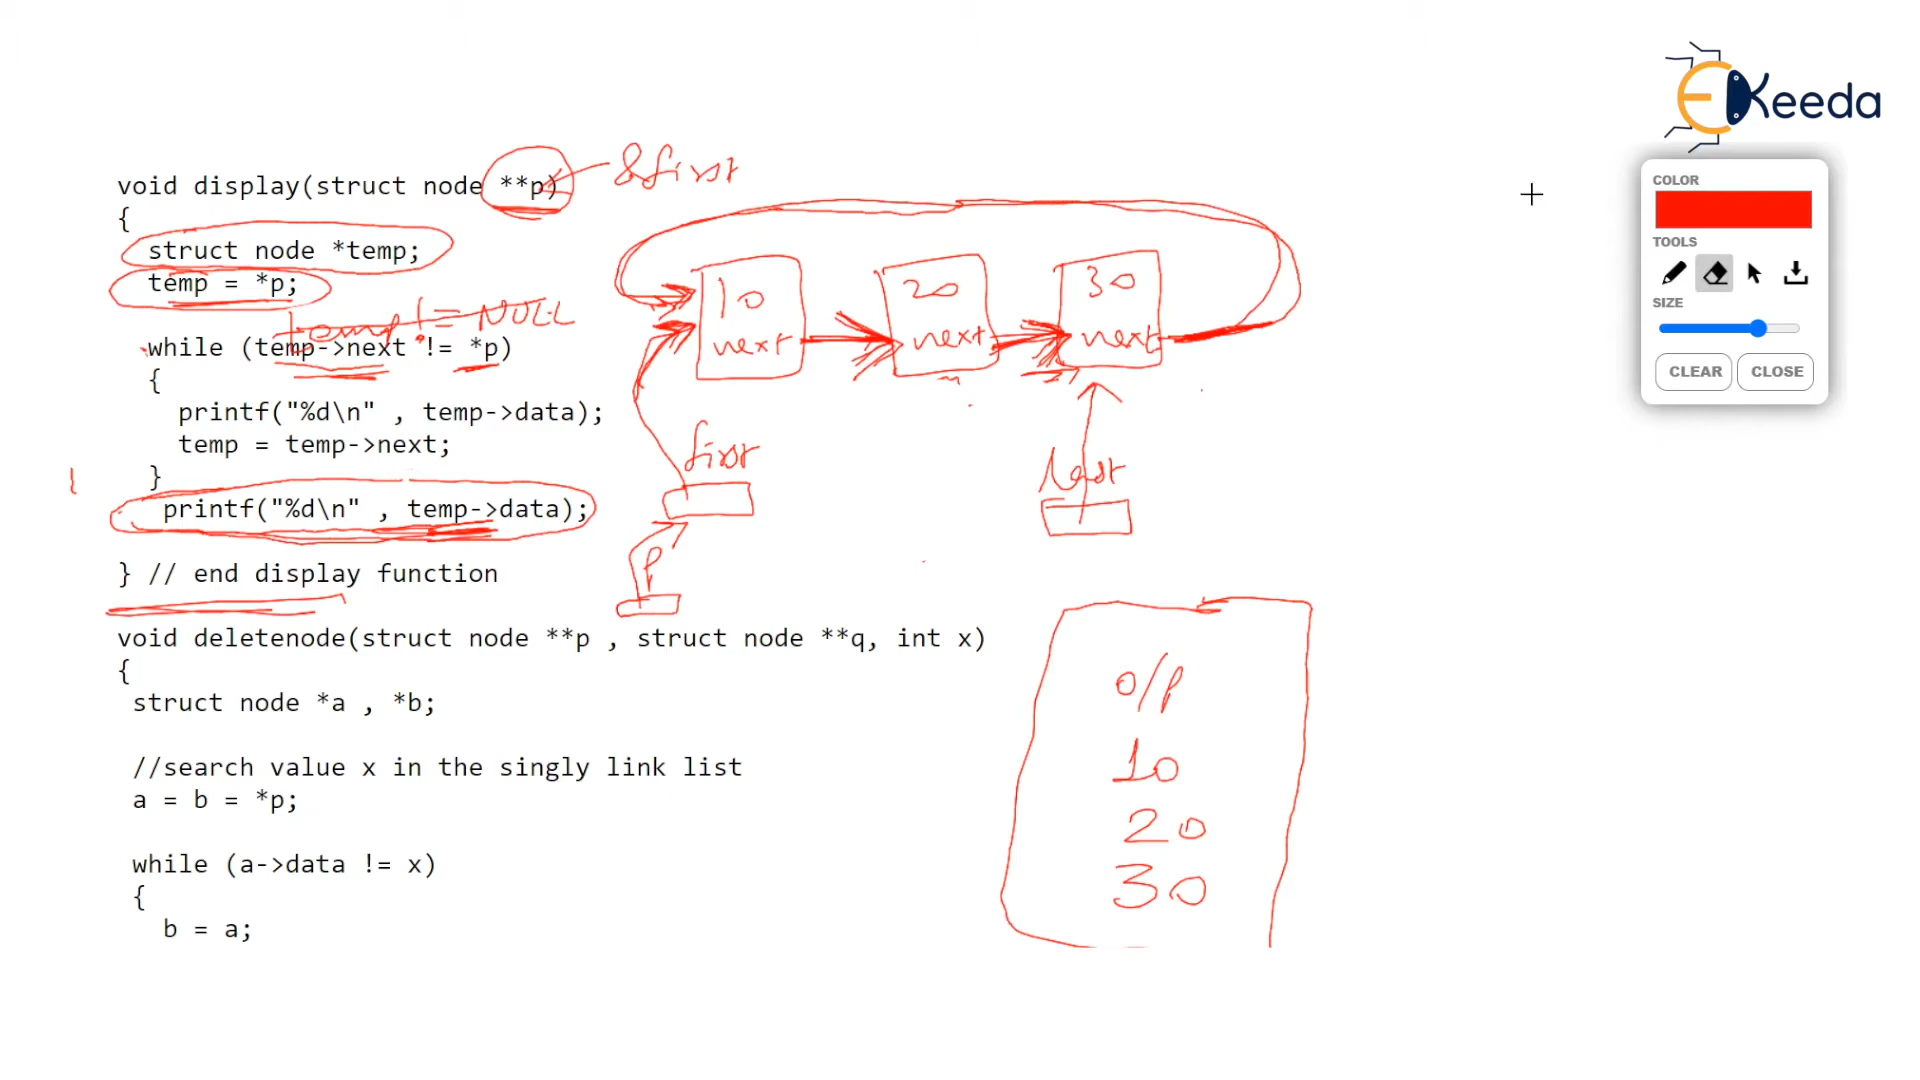 EKeeda
COLOR
TOOLS
SIZE
CLEAR CLOSE
void display(struct node **p)
&first
{
struct node *temp;
temp = *p;
temp != NULL
while (temp->next != *p)
{
printf("%d\n" , temp->data);
temp = temp->next;
}
printf("%d\n" , temp->data);
} // end display function
10 20 30
next next next
first last
p
void deletenode(struct node **p , struct node **q, int x)
{
struct node *a , *b;
//search value x in the singly link list
a = b = *p;
while (a->data != x)
{
b = a;
o/p
10
20
30